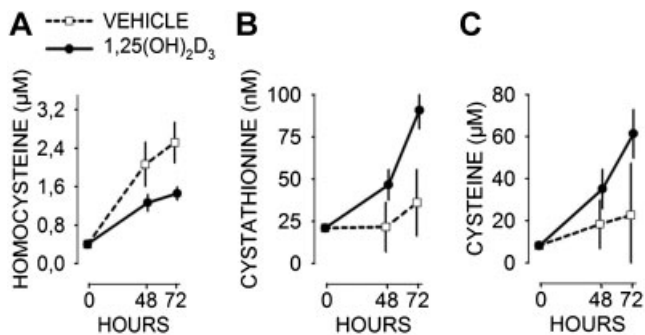 A
VEHICLE
1,25(OH)₂D₃
HOMOCYSTEINE (µM)
3,2
2,4
1,6
0,8
0,0
0 48 72
HOURS
B
CYSTATHIONINE (nM)
100
75
50
25
0
0 48 72
HOURS
C
CYSTEINE (µM)
80
60
40
20
0
0 48 72
HOURS